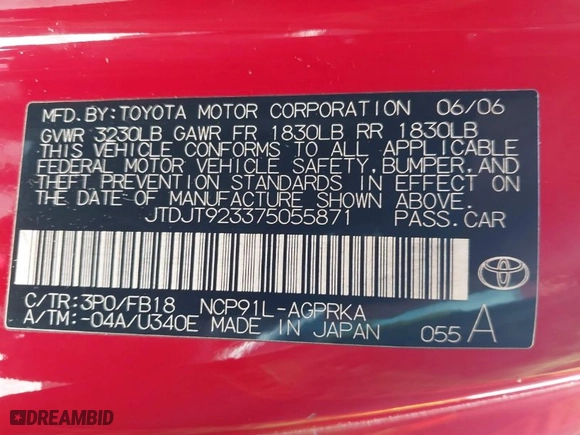 MFD.BY:TOYOTA MOTOR CORPORATION 06/06
GVWR 3230LB GAWR FR 1830LB RR 1830LB
THIS VEHICLE CONFORMS TO ALL APPLICABLE
FEDERAL MOTOR VEHICLE SAFETY,BUMPER,AND
THEFT PREVENTION STANDARDS IN EFFECT ON
THE DATE OF MANUFACTURE SHOWN ABOVE.
JTDJT923375055871 PASS.CAR
C/TR:3P0/FB18 NCP91L-AGPRKA
A/TM:-04A/U340E MADE IN JAPAN 055 A
DREAMBID